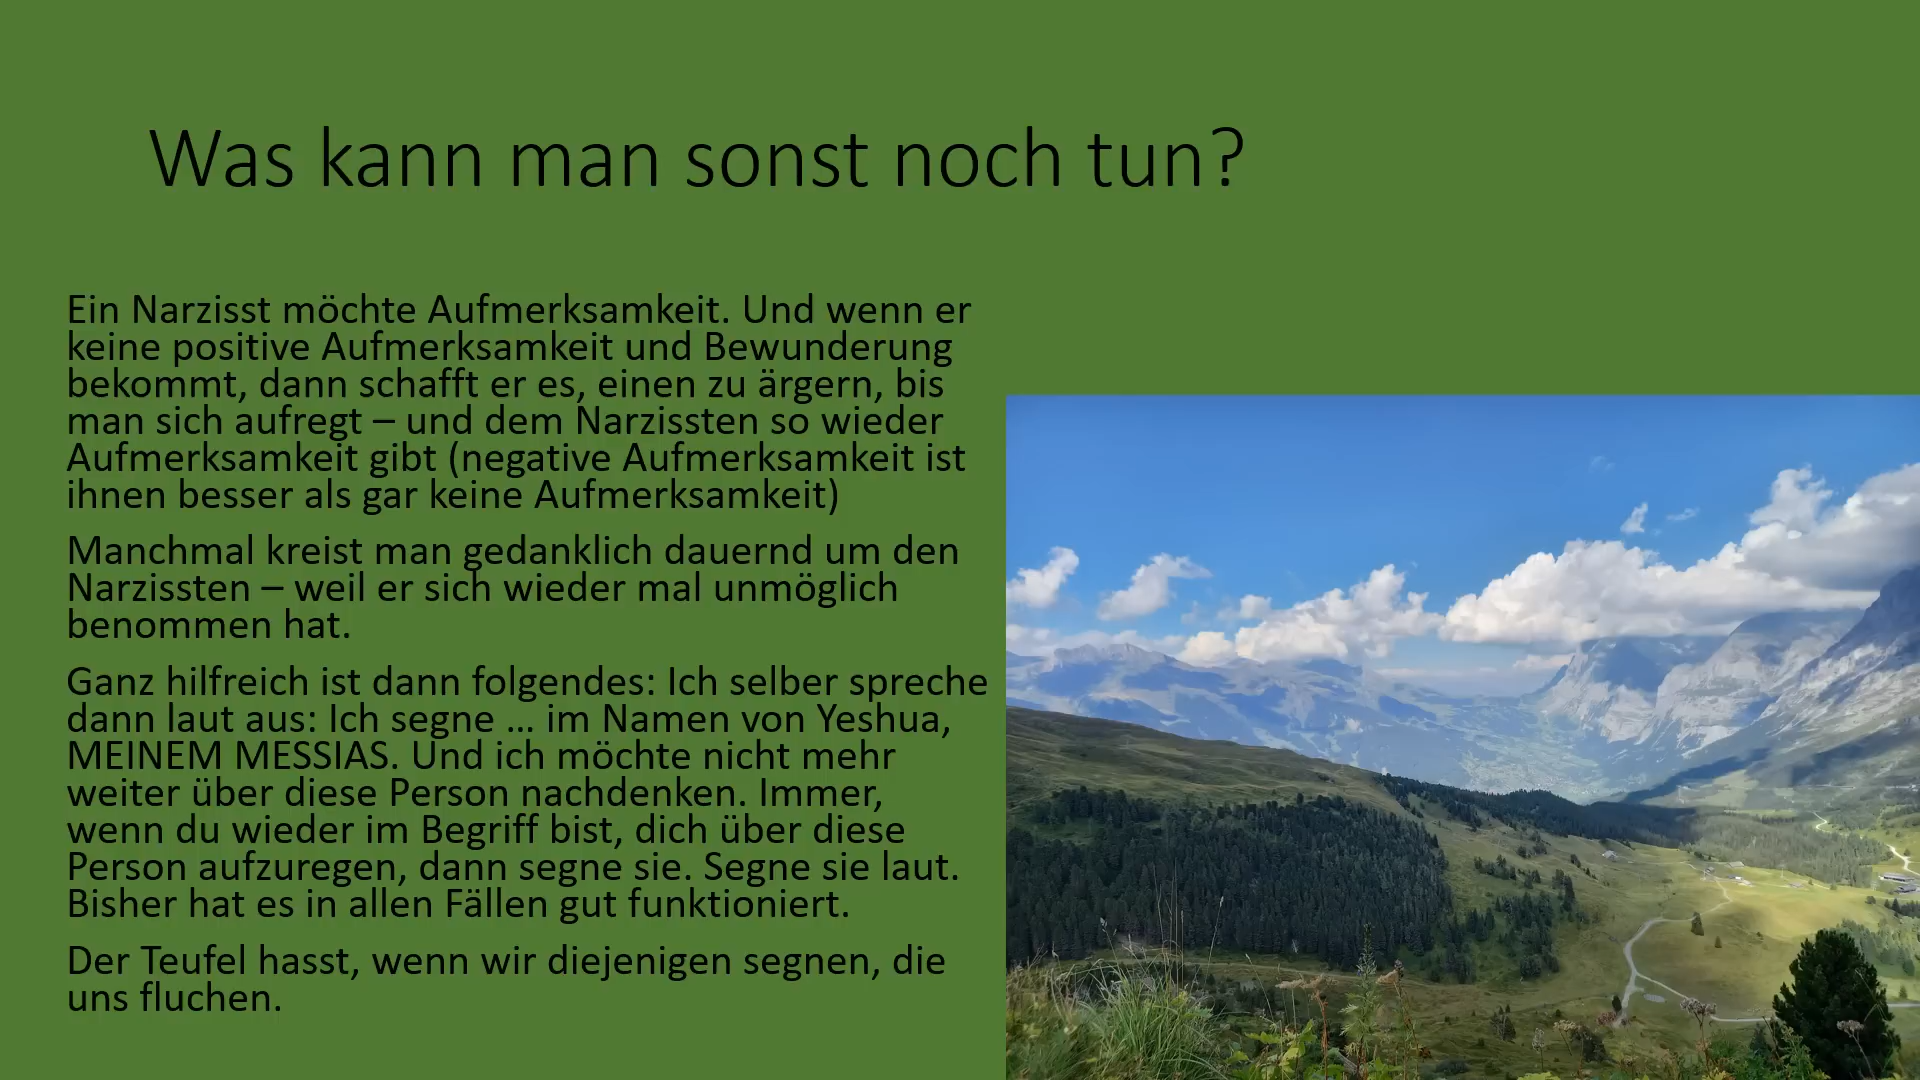 Was kann man sonst noch tun?
Ein Narzisst möchte Aufmerksamkeit. Und wenn er
keine positive Aufmerksamkeit und Bewunderung
bekommt, dann schafft er es, einen zu ärgern, bis
man sich aufregt – und dem Narzissten so wieder
Aufmerksamkeit gibt (negative Aufmerksamkeit ist
ihnen besser als gar keine Aufmerksamkeit)
Manchmal kreist man gedanklich dauernd um den
Narzissten – weil er sich wieder mal unmöglich
benommen hat.
Ganz hilfreich ist dann folgendes: Ich selber spreche
dann laut aus: Ich segne … im Namen von Yeshua,
MEINEM MESSIAS. Und ich möchte nicht mehr
weiter über diese Person nachdenken. Immer,
wenn du wieder im Begriff bist, dich über diese
Person aufzuregen, dann segne sie. Segne sie laut.
Bisher hat es in allen Fällen gut funktioniert.
Der Teufel hasst, wenn wir diejenigen segnen, die
uns fluchen.